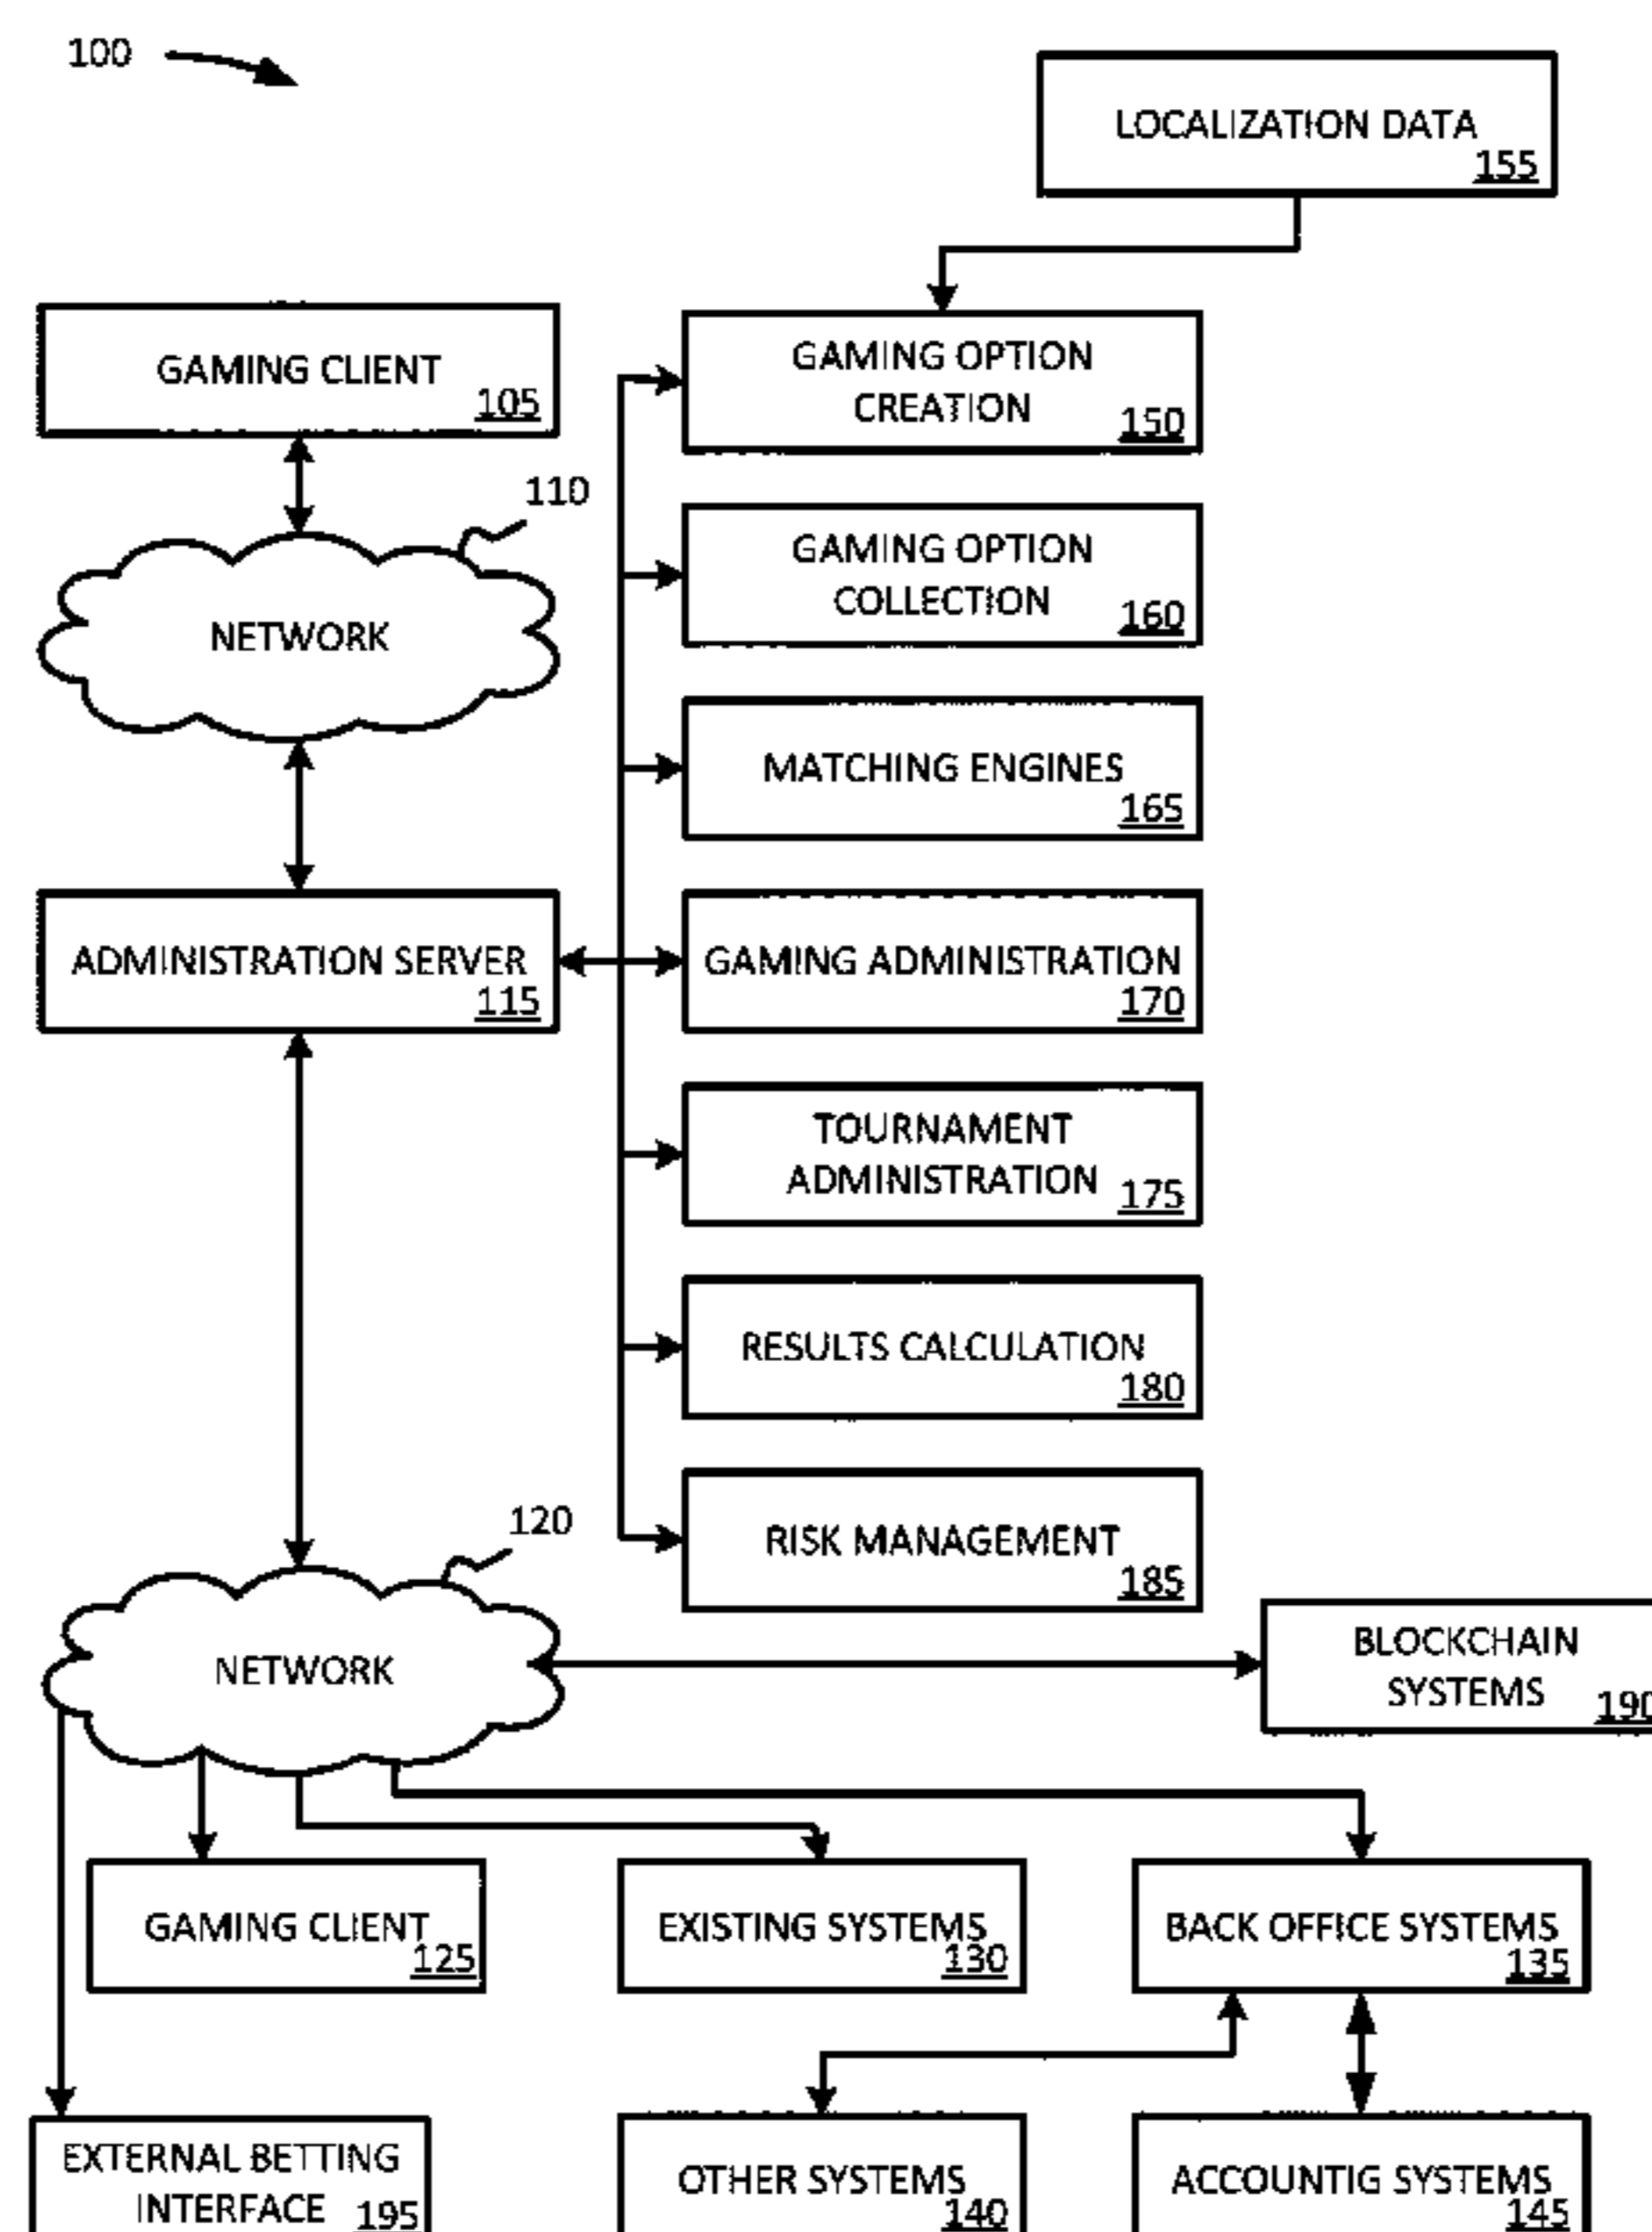 100
LOCALIZATION DATA
155
GAMING CLIENT
105
GAMING OPTION
CREATION
150
110
NETWORK
GAMING OPTION
COLLECTION
160
MATCHING ENGINES
165
ADMINISTRATION SERVER
115
GAMING ADMINISTRATION
170
TOURNAMENT
ADMINISTRATION
175
RESULTS CALCULATION
180
RISK MANAGEMENT
185
120
NETWORK
BLOCKCHAIN
SYSTEMS
190
GAMING CLIENT
125
EXISTING SYSTEMS
130
BACK OFFICE SYSTEMS
135
EXTERNAL BETTING
INTERFACE
195
OTHER SYSTEMS
140
ACCOUNTIG SYSTEMS
145